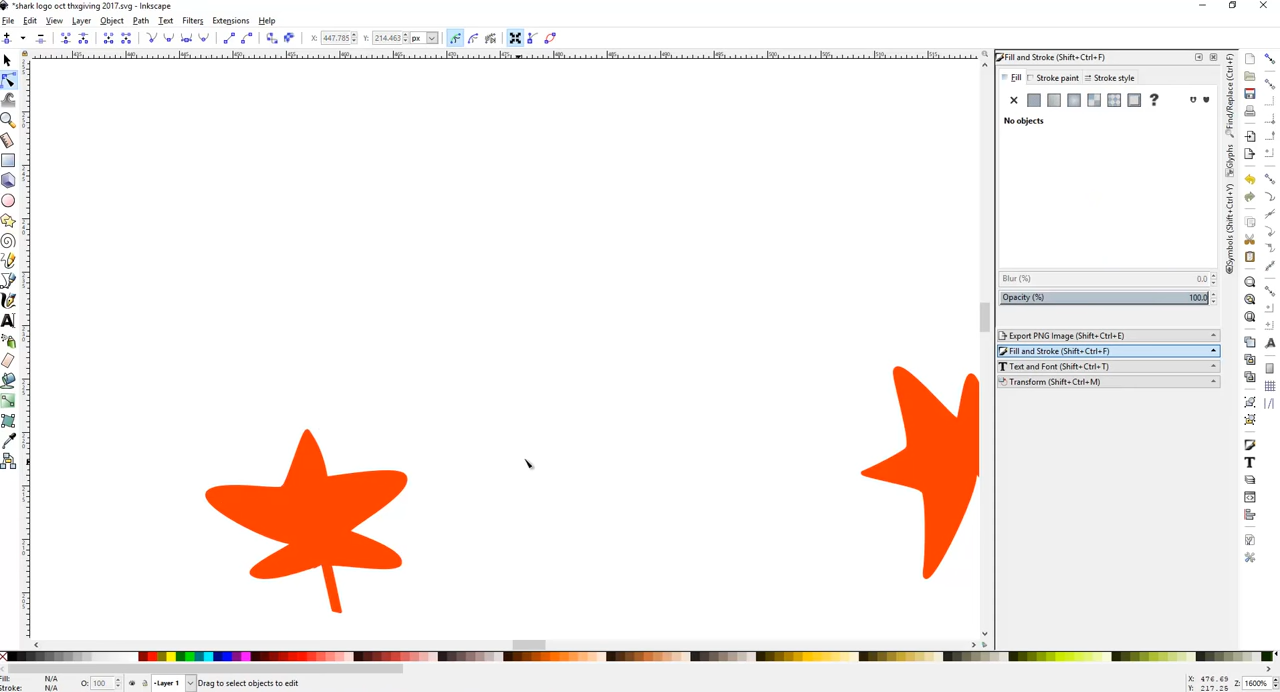 *shark logo oct thxgiving 2017.svg - Inkscape
File Edit View Layer Object Path Text Filters Extensions Help
X: 447.785 Y: 214.463 px
Fill and Stroke (Shift+Ctrl+F)
Fill Stroke paint Stroke style
No objects
Blur (%) 0.0
Opacity (%) 100.0
Export PNG Image (Shift+Ctrl+E)
Fill and Stroke (Shift+Ctrl+F)
Text and Font (Shift+Ctrl+T)
Transform (Shift+Ctrl+M)
Find/Replace (Ctrl+F)
Glyphs
Symbols (Shift+Ctrl+Y)
Fill: N/A
Stroke: N/A
O: 100
Layer 1
Drag to select objects to edit
X: 476.69
Y: 217.25
Z: 1600%